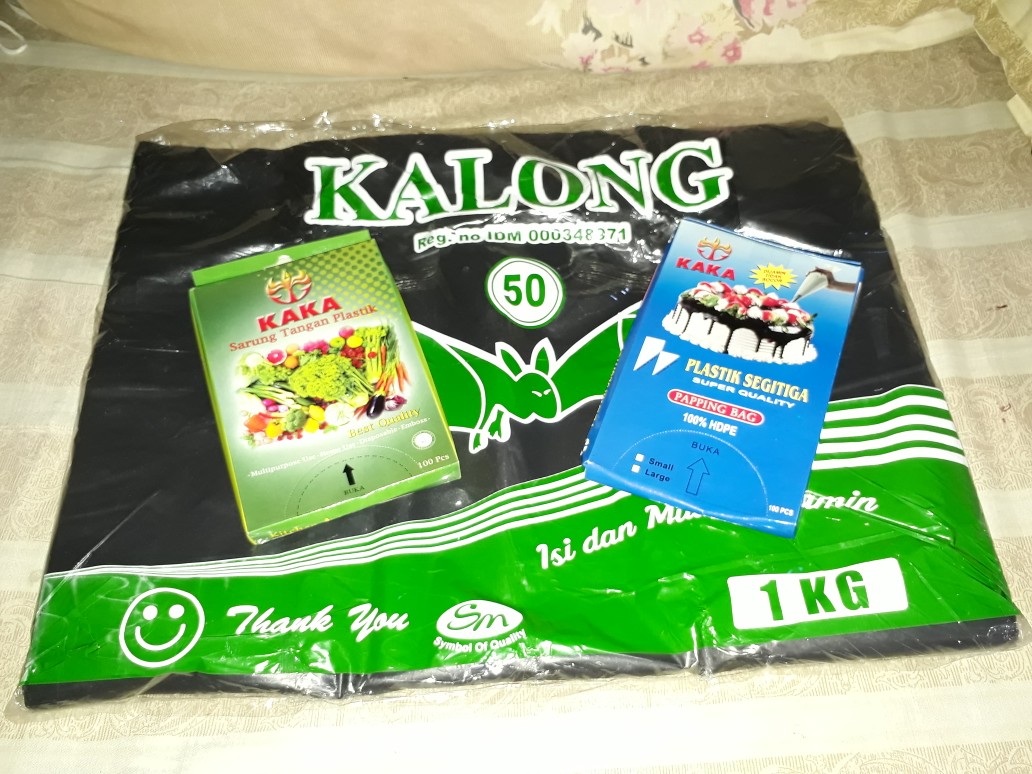 KALONG
Reg. no IDM 000348371
50
KAKA
Sarung Tangan Plastik
Best Quality
100 Pcs
BUKA
KAKA
PLASTIK SEGITIGA
SUPER QUALITY
PAPPING BAG
100% HDPE
BUKA
Small
Large
100 PCS
Isi dan
Thank You
Sm
Symbol Of Quality
1 KG